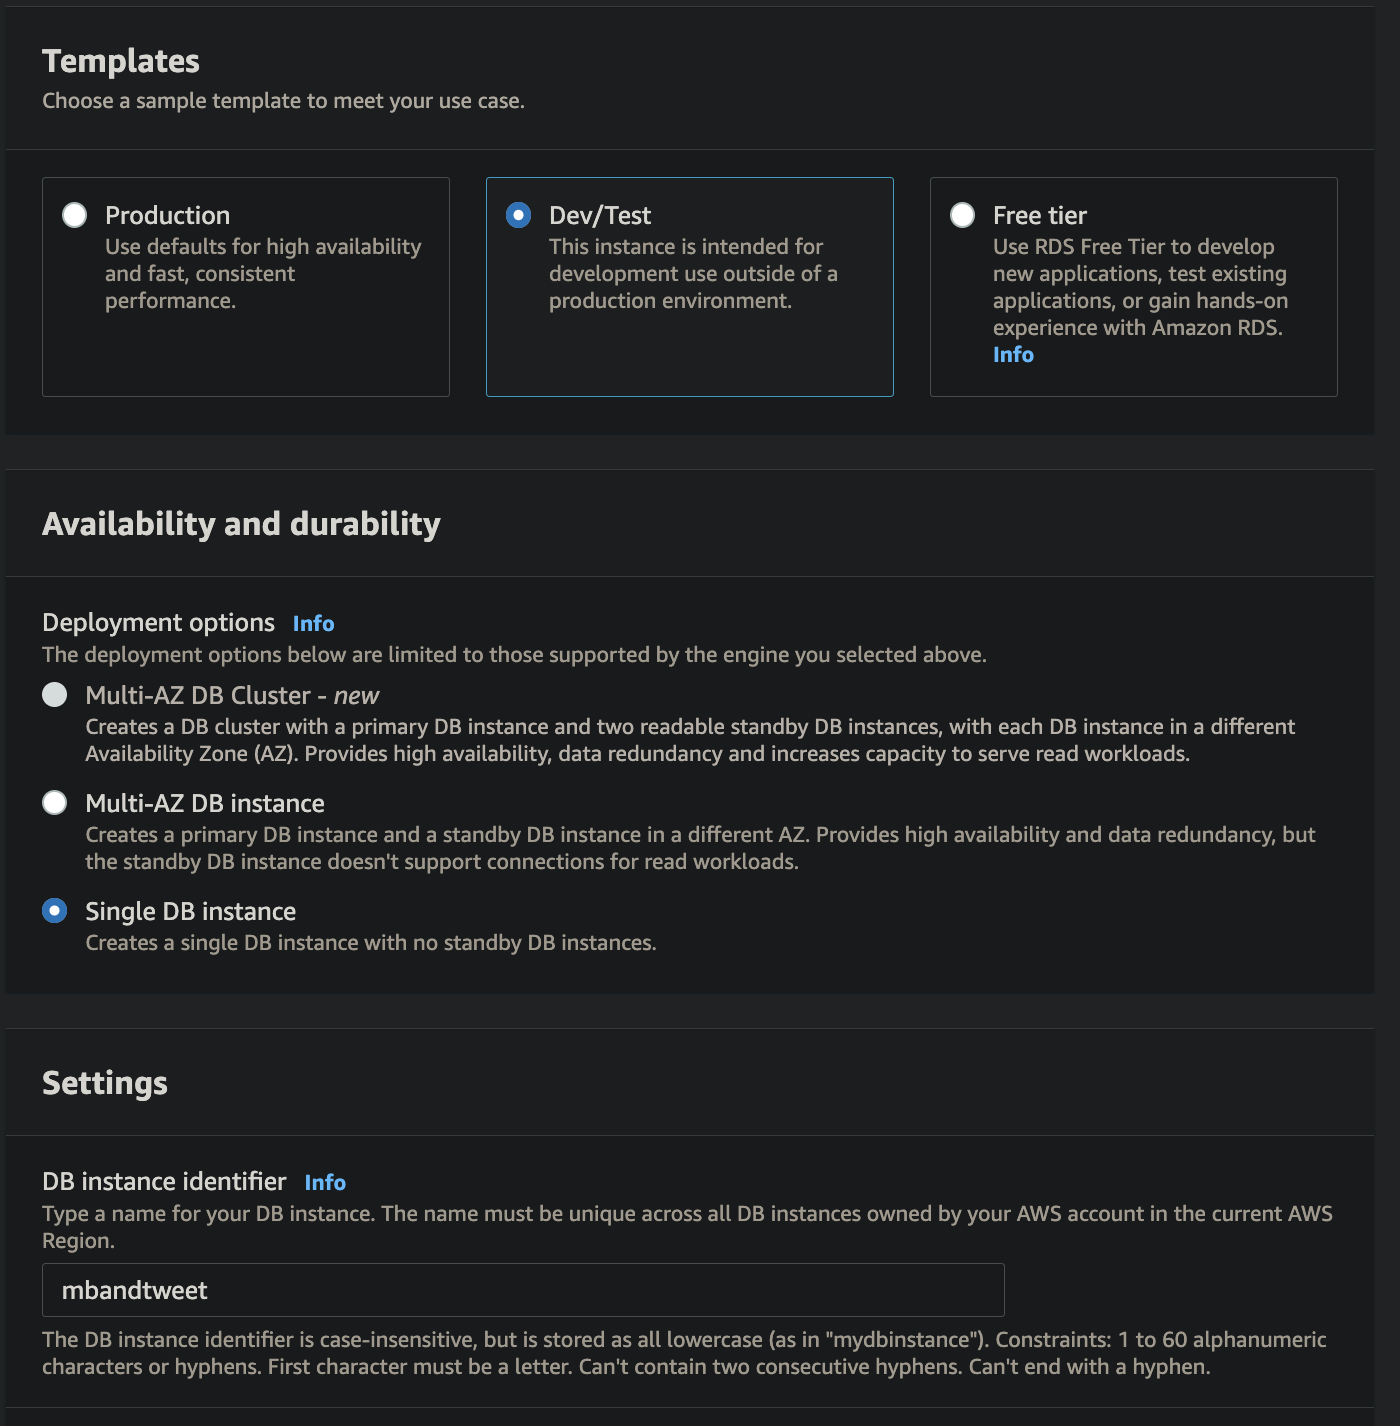 Templates
Choose a sample template to meet your use case.
Production
Use defaults for high availability
and fast, consistent
performance.
Dev/Test
This instance is intended for
development use outside of a
production environment.
Free tier
Use RDS Free Tier to develop
new applications, test existing
applications, or gain hands-on
experience with Amazon RDS.
Info
Availability and durability
Deployment options Info
The deployment options below are limited to those supported by the engine you selected above.
Multi-AZ DB Cluster - new
Creates a DB cluster with a primary DB instance and two readable standby DB instances, with each DB instance in a different
Availability Zone (AZ). Provides high availability, data redundancy and increases capacity to serve read workloads.
Multi-AZ DB instance
Creates a primary DB instance and a standby DB instance in a different AZ. Provides high availability and data redundancy, but
the standby DB instance doesn't support connections for read workloads.
Single DB instance
Creates a single DB instance with no standby DB instances.
Settings
DB instance identifier Info
Type a name for your DB instance. The name must be unique across all DB instances owned by your AWS account in the current AWS
Region.
mbandtweet
The DB instance identifier is case-insensitive, but is stored as all lowercase (as in "mydbinstance"). Constraints: 1 to 60 alphanumeric
characters or hyphens. First character must be a letter. Can't contain two consecutive hyphens. Can't end with a hyphen.